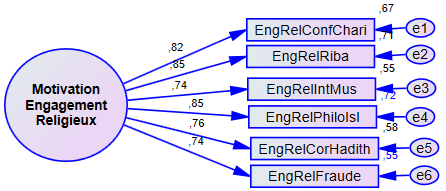 ,67
,82
EngRelConfChari
e1
,71
,85
EngRelRiba
e2
,55
,74
EngRelIntMus
e3
Motivation
Engagement
Religieux
,72
,85
EngRelPhiloIsl
e4
,58
,76
EngRelCorHadith
e5
,55
,74
EngRelFraude
e6